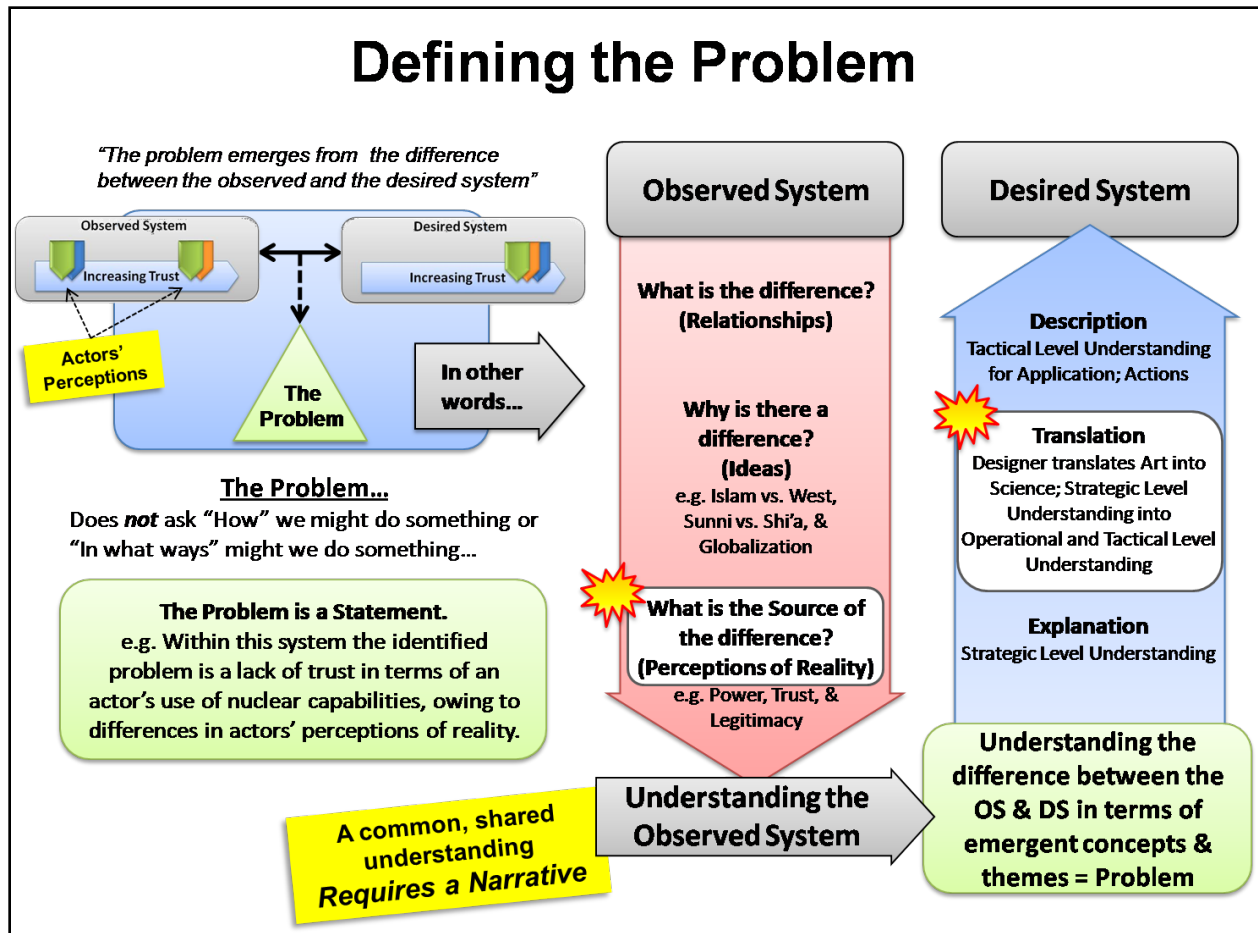 Defining the Problem
"The problem emerges from the difference
between the observed and the desired system"
Observed System
Increasing Trust
Desired System
Increasing Trust
Actors'
Perceptions
The
Problem
In other
words...
The Problem...
Does not ask "How" we might do something or
"In what ways" might we do something...
The Problem is a Statement.
e.g. Within this system the identified
problem is a lack of trust in terms of an
actor's use of nuclear capabilities, owing to
differences in actors' perceptions of reality.
A common, shared
understanding
Requires a Narrative
Observed System
What is the difference?
(Relationships)
Why is there a
difference?
(Ideas)
e.g. Islam vs. West,
Sunni vs. Shi'a, &
Globalization
What is the Source of
the difference?
(Perceptions of Reality)
e.g. Power, Trust, &
Legitimacy
Understanding the
Observed System
Desired System
Description
Tactical Level Understanding
for Application; Actions
Translation
Designer translates Art into
Science; Strategic Level
Understanding into
Operational and Tactical Level
Understanding
Explanation
Strategic Level Understanding
Understanding the
difference between the
OS & DS in terms of
emergent concepts &
themes = Problem